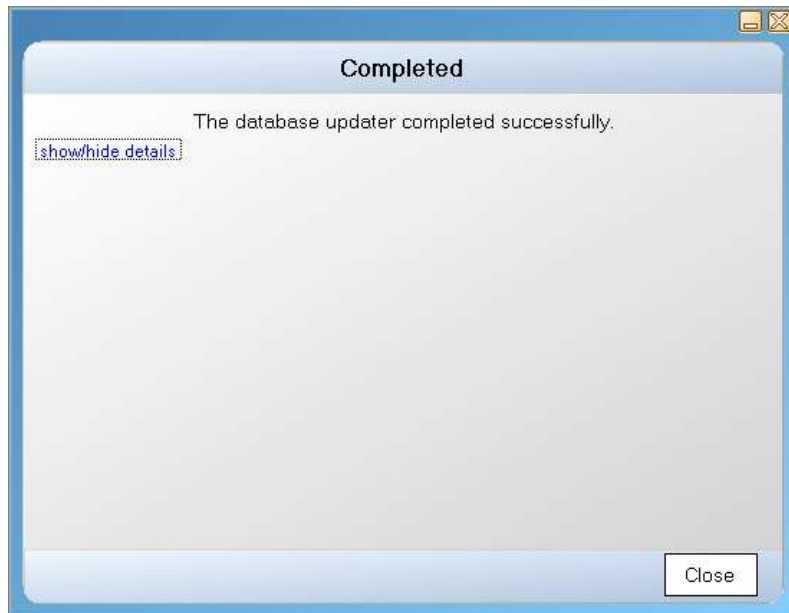 Completed
The database updater completed successfully.
show/hide details
Close